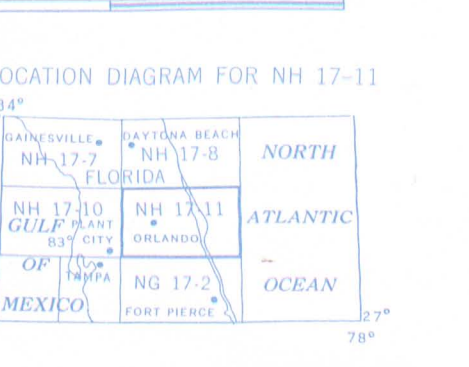 LOCATION DIAGRAM FOR NH 17-11
84°
GAINESVILLE
NH 17-7
DAYTONA BEACH
NH 17-8
NORTH
FLORIDA
NH 17-10
GULF
PLANT
83° CITY
NH 17-11
ORLANDO
ATLANTIC
OF
TAMPA
NG 17-2
OCEAN
MEXICO
FORT PIERCE
27°
78°